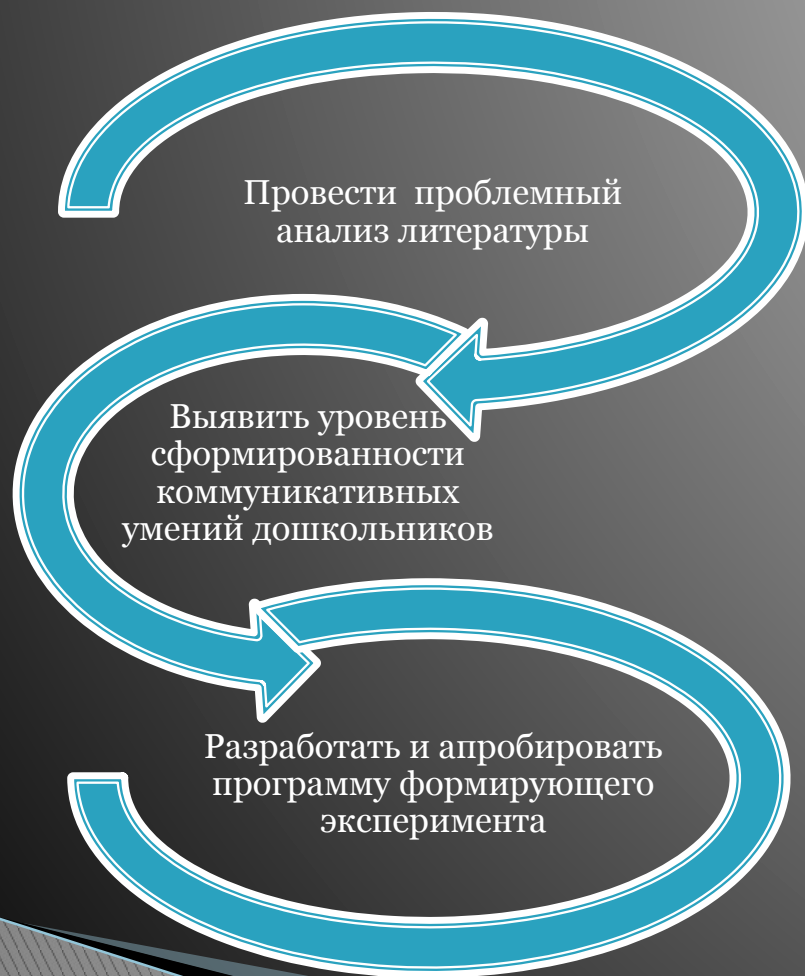 Провести проблемный
анализ литературы
Выявить уровень
сформированности
коммуникативных
умений дошкольников
Разработать и апробировать
программу формирующего
эксперимента